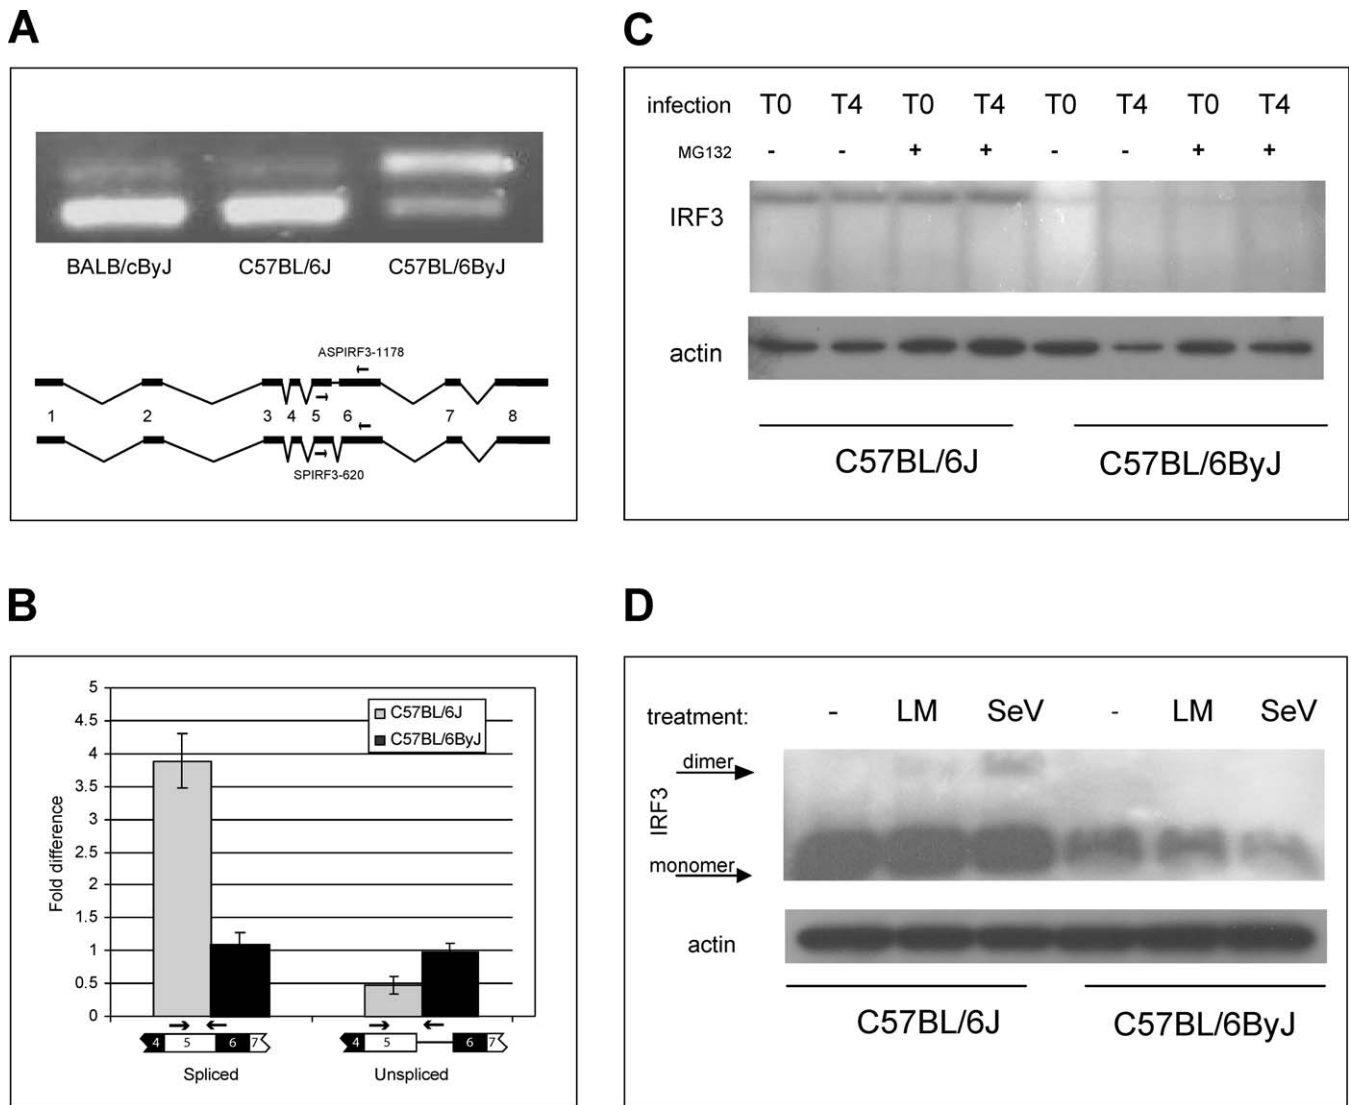 A
BALB/cByJ C57BL/6J C57BL/6ByJ
ASPIRF3-1178
1 2 3 4 5 6 7 8
SPIRF3-620
B
5
4.5
4
3.5
3
2.5
2
1.5
1
0.5
0
Fold difference
C57BL/6J
C57BL/6ByJ
4 5 6 7 4 5 6 7
Spliced Unspliced
C
infection T0 T4 T0 T4 T0 T4 T0 T4
MG132 - - + + - - + +
IRF3
actin
C57BL/6J C57BL/6ByJ
D
treatment: - LM SeV - LM SeV
dimer
IRF3
monomer
actin
C57BL/6J C57BL/6ByJ